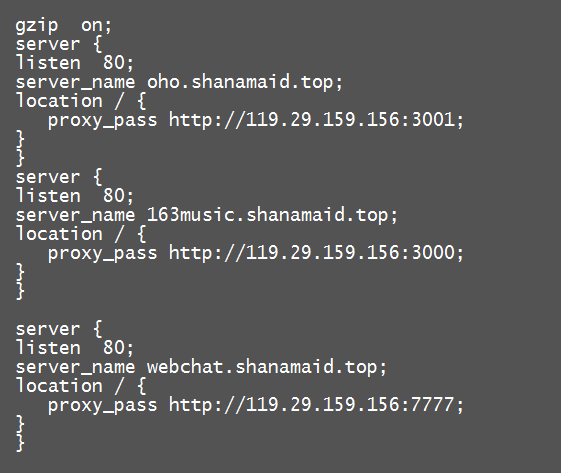 gzip  on;
server {
listen  80;
server_name oho.shanamaid.top;
location / {
   proxy_pass http://119.29.159.156:3001;
}
}
server {
listen  80;
server_name 163music.shanamaid.top;
location / {
   proxy_pass http://119.29.159.156:3000;
}
}

server {
listen  80;
server_name webchat.shanamaid.top;
location / {
   proxy_pass http://119.29.159.156:7777;
}
}